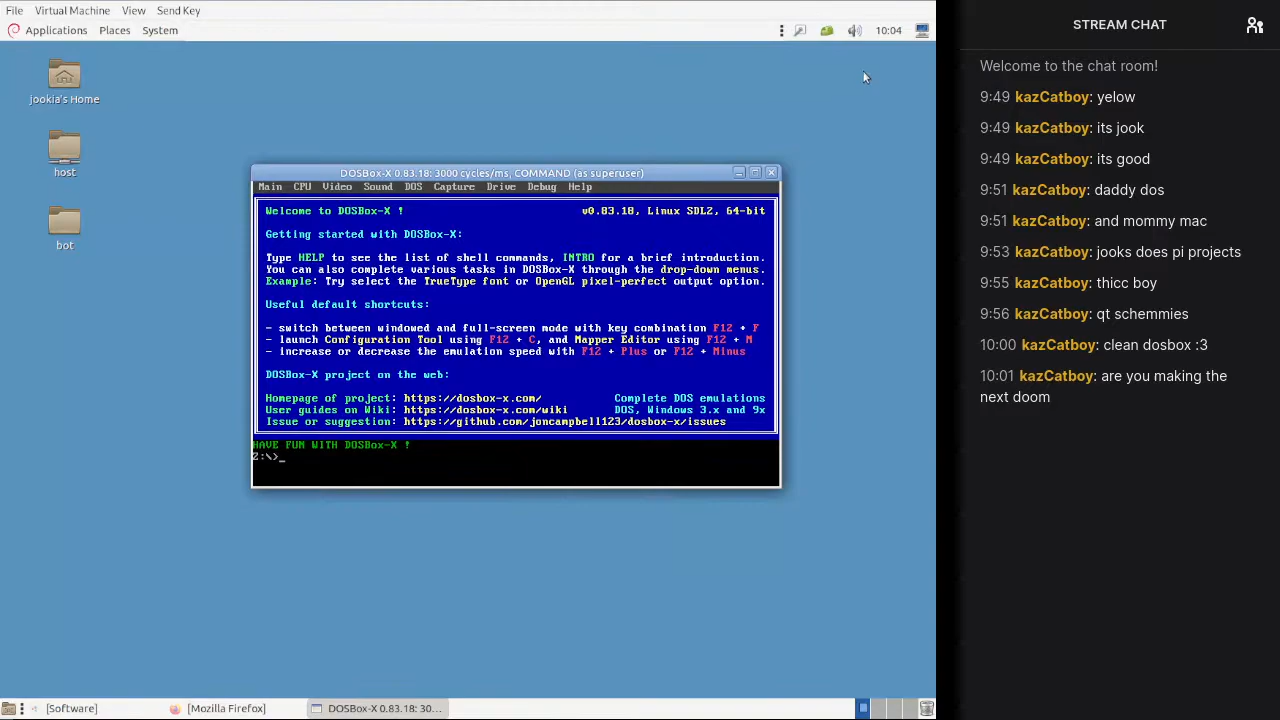 File Virtual Machine View Send Key
Applications Places System 10:04
jookia's Home
host
bot
DOSBox-X 0.83.18: 3000 cycles/ms, COMMAND (as superuser)
Main CPU Video Sound DOS Capture Drive Debug Help
Welcome to DOSBox-X ! v0.83.18, Linux SDL2, 64-bit
Getting started with DOSBox-X:
Type HELP to see the list of shell commands, INTRO for a brief introduction.
You can also complete various tasks in DOSBox-X through the drop-down menus.
Example: Try select the TrueType font or OpenGL pixel-perfect output option.
Useful default shortcuts:
- switch between windowed and full-screen mode with key combination F12 + F
- launch Configuration Tool using F12 + C, and Mapper Editor using F12 + M
- increase or decrease the emulation speed with F12 + Plus or F12 + Minus
DOSBox-X project on the web:
Homepage of project: https://dosbox-x.com/ Complete DOS emulations
User guides on Wiki: https://dosbox-x.com/wiki DOS, Windows 3.x and 9x
Issue or suggestion: https://github.com/joncampbell123/dosbox-x/issues
HAVE FUN WITH DOSBox-X !
Z:\>_
[Software] [Mozilla Firefox] DOSBox-X 0.83.18: 30...
STREAM CHAT
Welcome to the chat room!
9:49 kazCatboy: yelow
9:49 kazCatboy: its jook
9:49 kazCatboy: its good
9:51 kazCatboy: daddy dos
9:51 kazCatboy: and mommy mac
9:53 kazCatboy: jooks does pi projects
9:55 kazCatboy: thicc boy
9:56 kazCatboy: qt schemmies
10:00 kazCatboy: clean dosbox :3
10:01 kazCatboy: are you making the
next doom